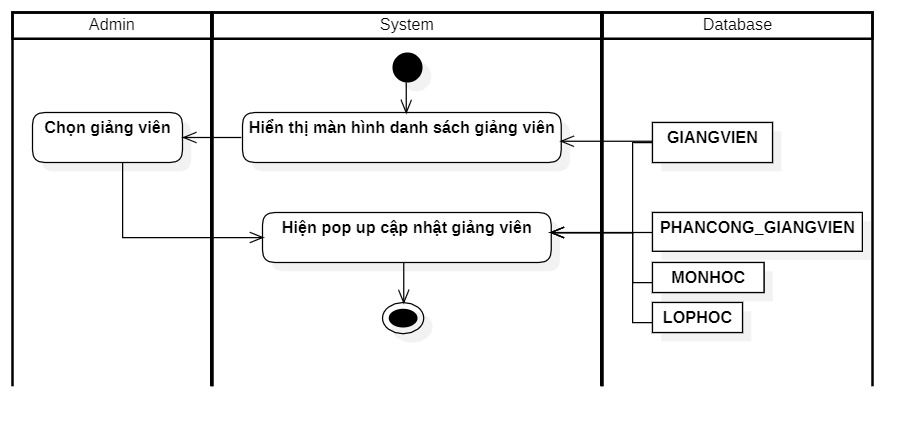 Admin
System
Database
Chọn giảng viên
Hiển thị màn hình danh sách giảng viên
GIANGVIEN
Hiện pop up cập nhật giảng viên
PHANCONG_GIANGVIEN
MONHOC
LOPHOC